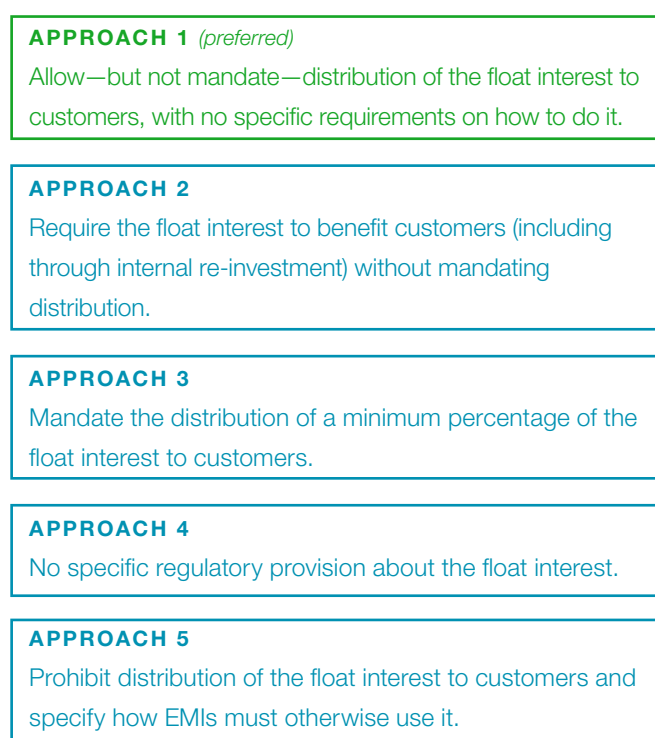 APPROACH 1 (preferred)
Allow—but not mandate—distribution of the float interest to
customers, with no specific requirements on how to do it.
APPROACH 2
Require the float interest to benefit customers (including
through internal re-investment) without mandating
distribution.
APPROACH 3
Mandate the distribution of a minimum percentage of the
float interest to customers.
APPROACH 4
No specific regulatory provision about the float interest.
APPROACH 5
Prohibit distribution of the float interest to customers and
specify how EMIs must otherwise use it.